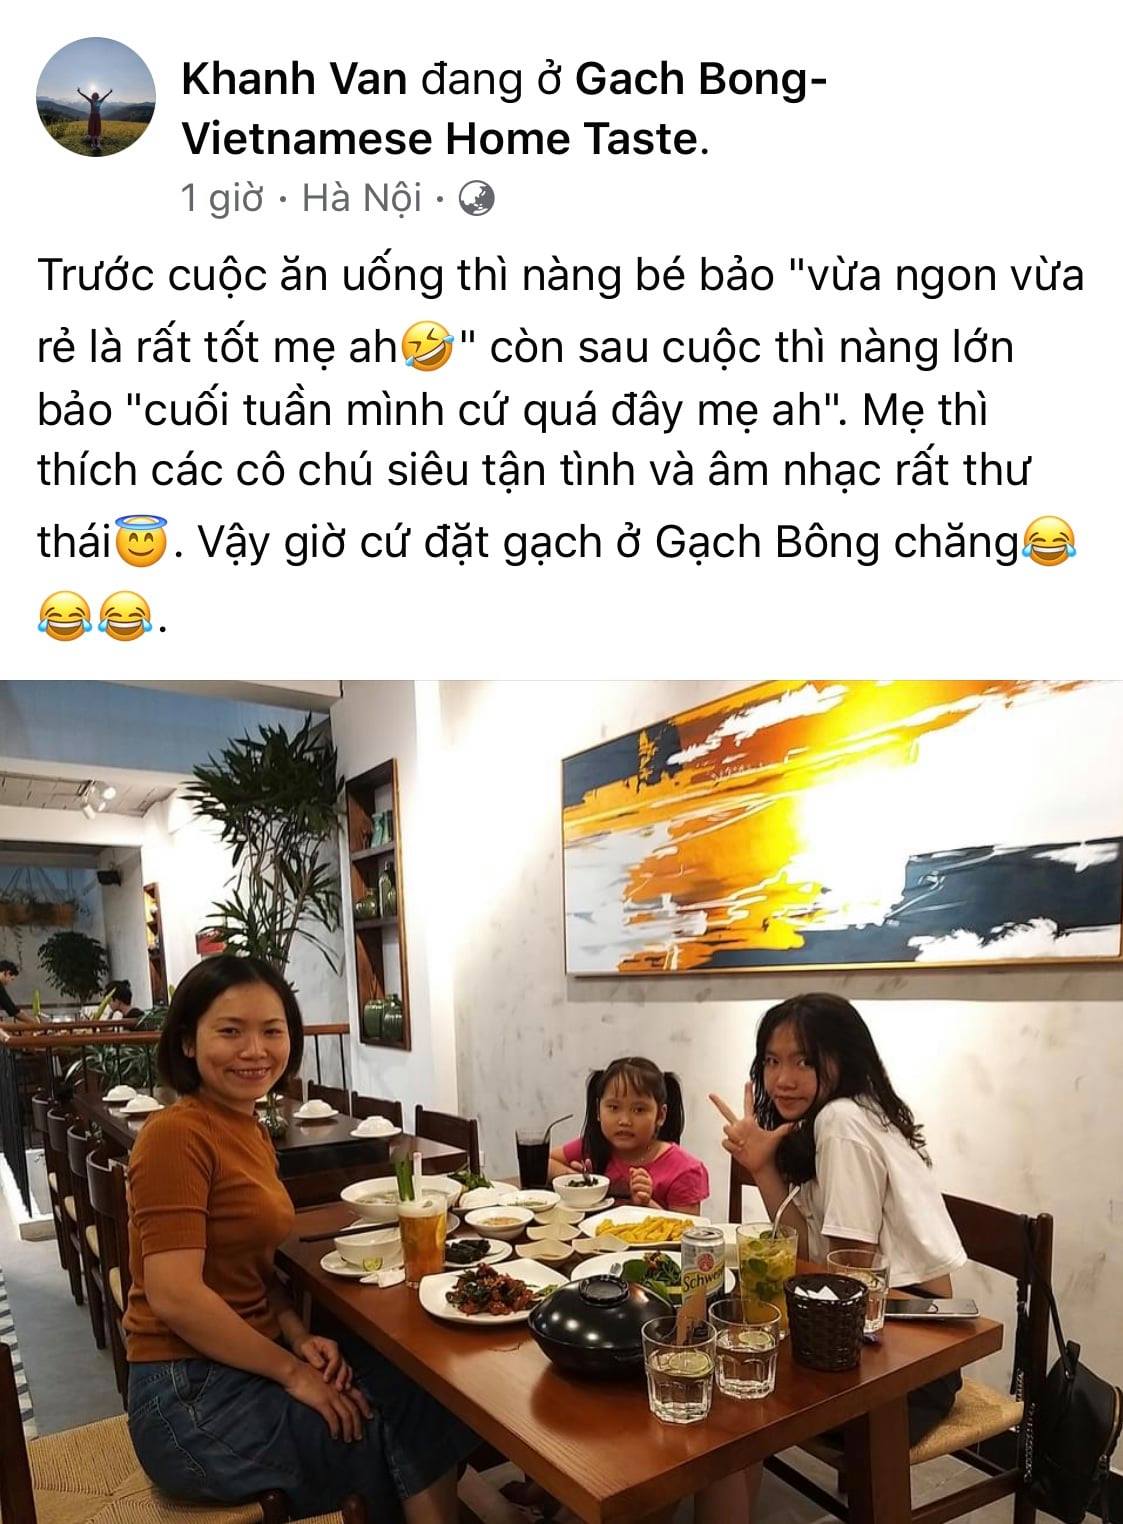 Khanh Van đang ở Gach Bong-
Vietnamese Home Taste.
1 giờ · Hà Nội ·
Trước cuộc ăn uống thì nàng bé bảo "vừa ngon vừa
rẻ là rất tốt mẹ ah🤣" còn sau cuộc thì nàng lớn
bảo "cuối tuần mình cứ quá đây mẹ ah". Mẹ thì
thích các cô chú siêu tận tình và âm nhạc rất thư
thái😇. Vậy giờ cứ đặt gạch ở Gạch Bông chăng😂
😂😂.
Schwe